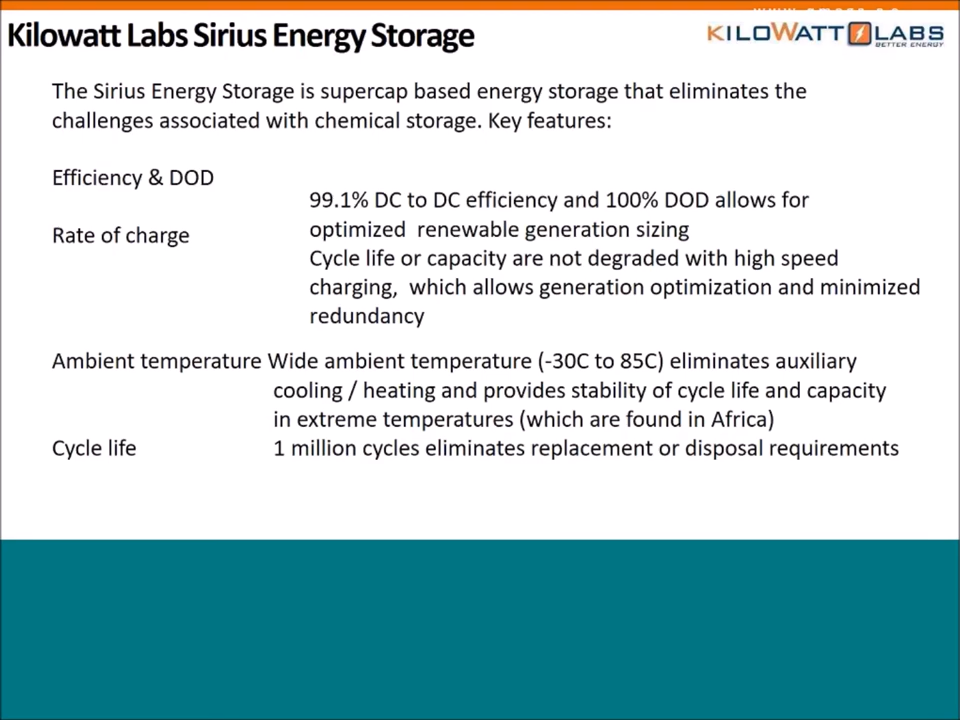 Kilowatt Labs Sirius Energy Storage
KILOWATT LABS
BETTER ENERGY
The Sirius Energy Storage is supercap based energy storage that eliminates the
challenges associated with chemical storage. Key features:
Efficiency & DOD
99.1% DC to DC efficiency and 100% DOD allows for
optimized renewable generation sizing
Rate of charge
Cycle life or capacity are not degraded with high speed
charging, which allows generation optimization and minimized
redundancy
Ambient temperature Wide ambient temperature (-30C to 85C) eliminates auxiliary
cooling / heating and provides stability of cycle life and capacity
in extreme temperatures (which are found in Africa)
Cycle life 1 million cycles eliminates replacement or disposal requirements